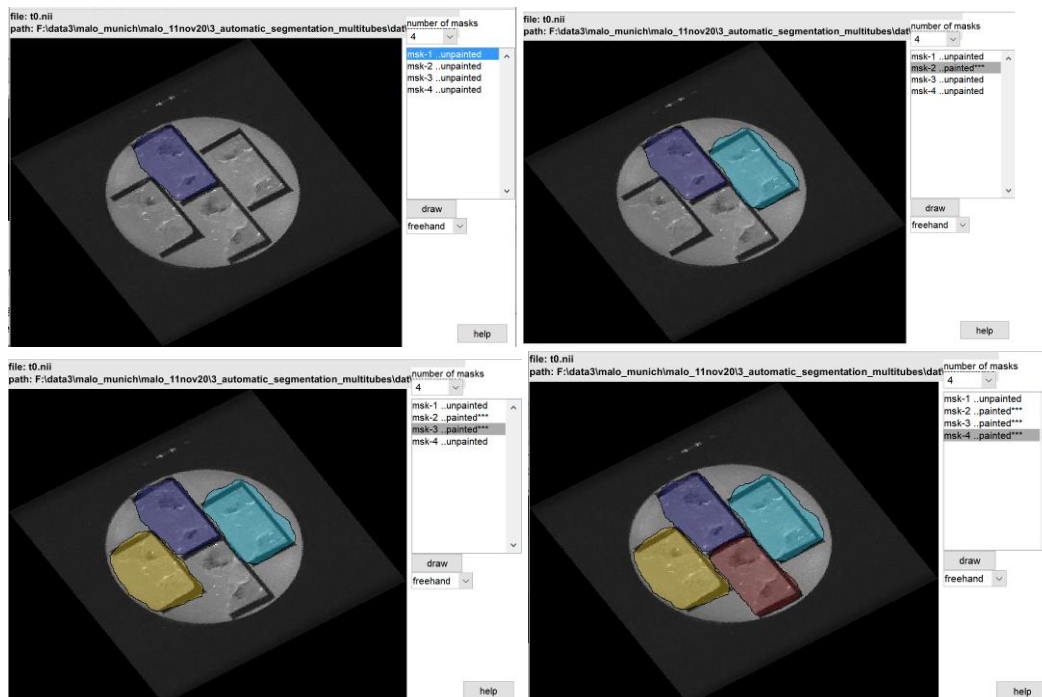 file: t0.nii
path: F:\data3\malo_munich\malo_11nov20\3_automatic_segmentation_multitubes\dat
number of masks
4
msk-1 ..unpainted
msk-2 ..unpainted
msk-3 ..unpainted
msk-4 ..unpainted
draw
freehand
help
file: t0.nii
path: F:\data3\malo_munich\malo_11nov20\3_automatic_segmentation_multitubes\dat
number of masks
4
msk-1 ..unpainted
msk-2 ..painted***
msk-3 ..unpainted
msk-4 ..unpainted
draw
freehand
help
file: t0.nii
path: F:\data3\malo_munich\malo_11nov20\3_automatic_segmentation_multitubes\dat
number of masks
4
msk-1 ..unpainted
msk-2 ..painted***
msk-3 ..painted***
msk-4 ..unpainted
draw
freehand
help
file: t0.nii
path: F:\data3\malo_munich\malo_11nov20\3_automatic_segmentation_multitubes\dat
number of masks
4
msk-1 ..unpainted
msk-2 ..painted***
msk-3 ..painted***
msk-4 ..painted***
draw
freehand
help